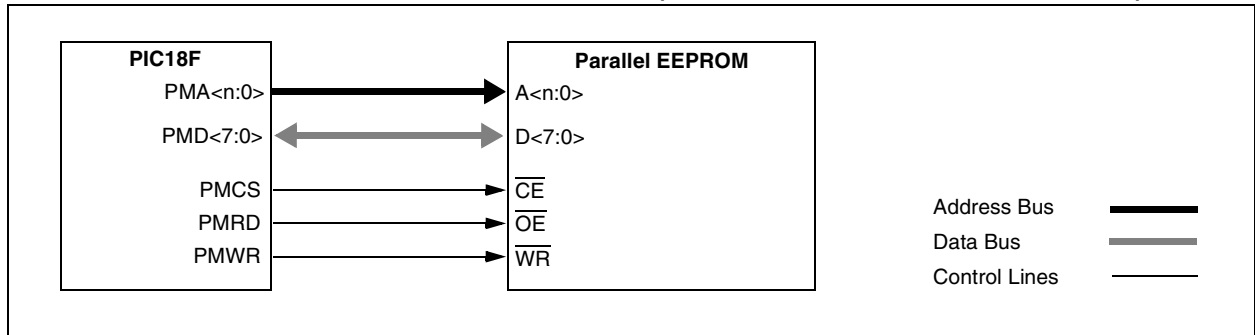 PIC18F
PMA<n:0>
PMD<7:0>
PMCS
PMRD
PMWR
Parallel EEPROM
A<n:0>
D<7:0>
CE
OE
WR
Address Bus
Data Bus
Control Lines